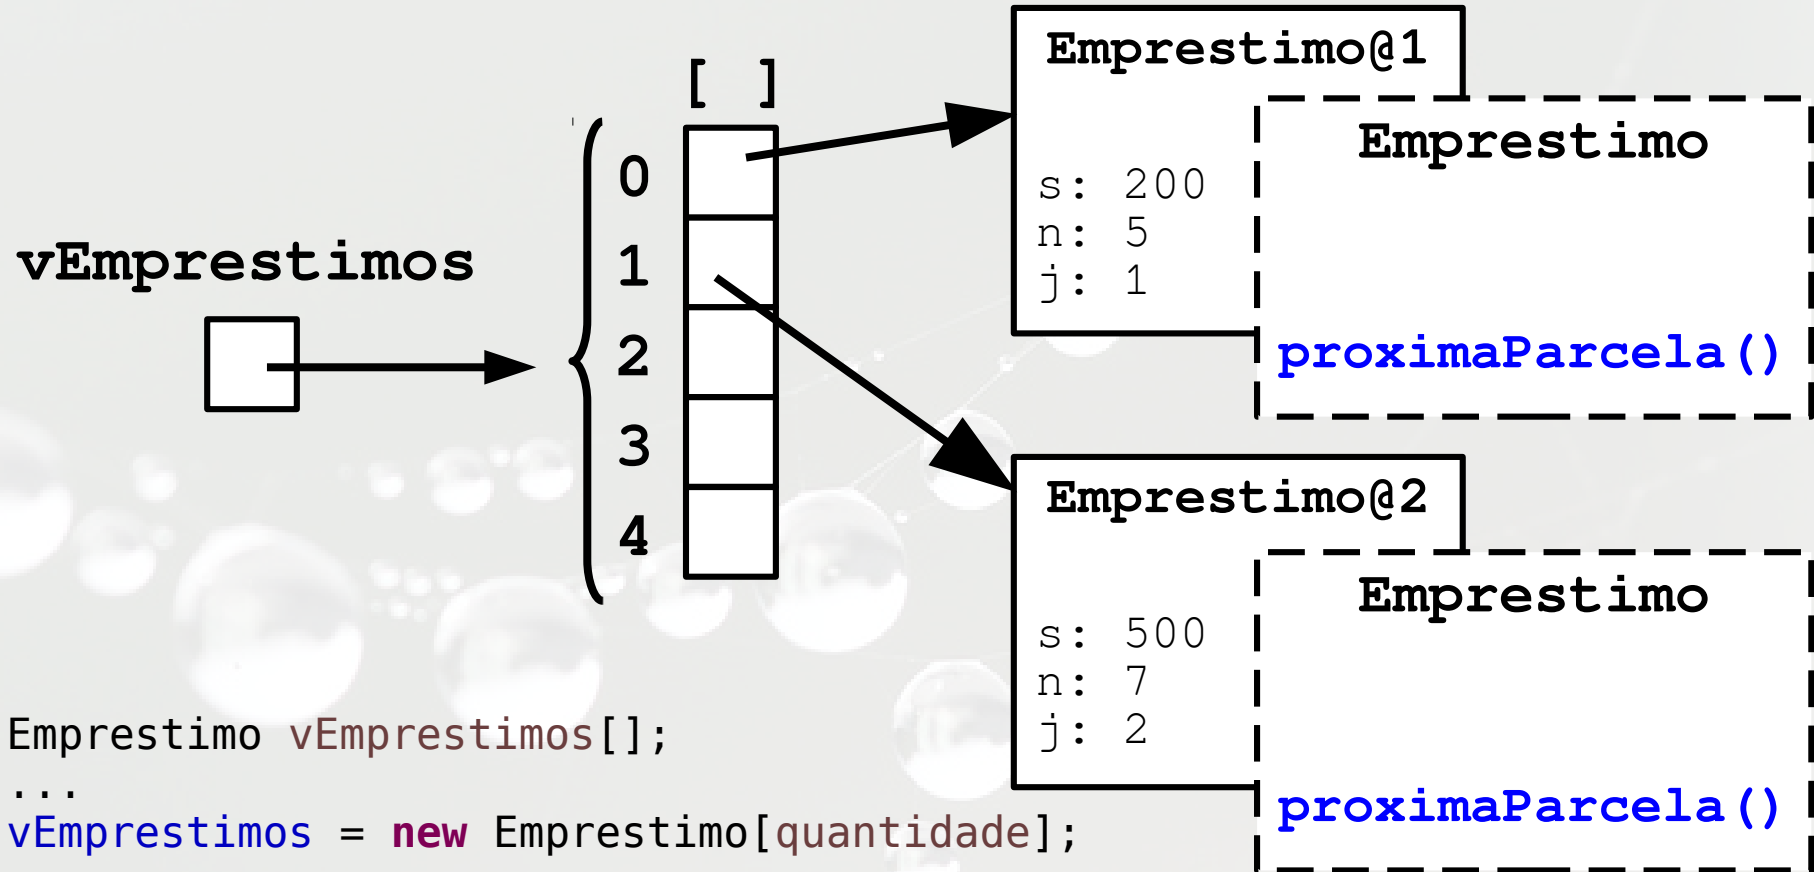 [ ]
vEmprestimos
0
1
2
3
4
Emprestimo@1
s: 200
n: 5
j: 1
Emprestimo
proximaParcela()
Emprestimo@2
s: 500
n: 7
j: 2
Emprestimo
proximaParcela()
Emprestimo vEmprestimos[];
...
vEmprestimos = new Emprestimo[quantidade];